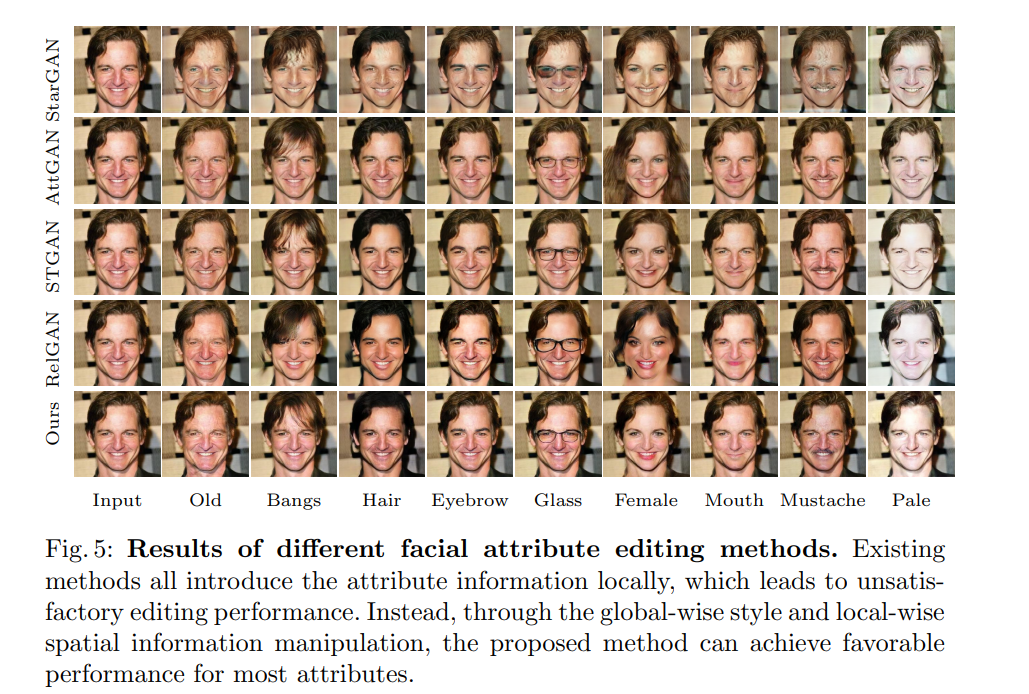 StarGAN
AttGAN
STGAN
RelGAN
Ours
Input Old Bangs Hair Eyebrow Glass Female Mouth Mustache Pale
Fig. 5: Results of different facial attribute editing methods. Existing
methods all introduce the attribute information locally, which leads to unsatis-
factory editing performance. Instead, through the global-wise style and local-wise
spatial information manipulation, the proposed method can achieve favorable
performance for most attributes.